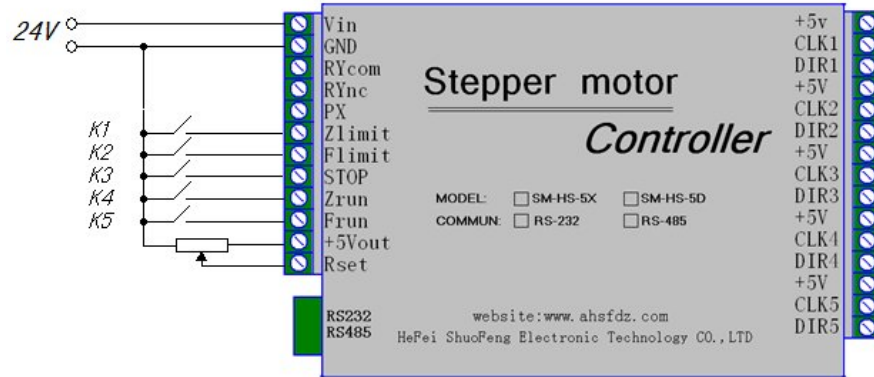 24V
K1
K2
K3
K4
K5
Vin
GND
RYcom
RYnc
PX
Zlimit
Flimit
STOP
Zrun
Frun
+5Vout
Rset
RS232
RS485
Stepper motor
Controller
MODEL: SM-HS-5X SM-HS-5D
COMMUN: RS-232 RS-485
website:www.ahsfdz.com
HeFei ShuoFeng Electronic Technology CO.,LTD
+5v
CLK1
DIR1
+5V
CLK2
DIR2
+5V
CLK3
DIR3
+5V
CLK4
DIR4
+5V
CLK5
DIR5